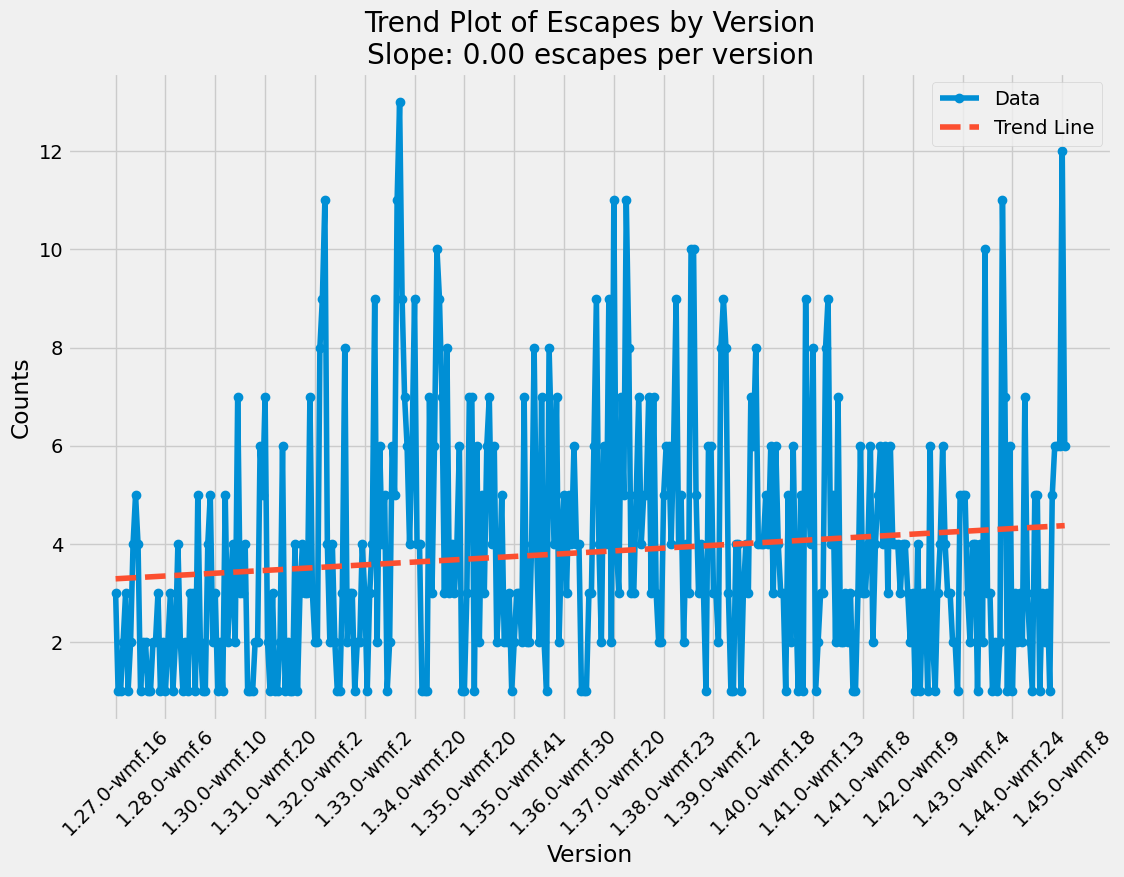 Trend Plot of Escapes by Version
Slope: 0.00 escapes per version
Data
Trend Line
Counts
12
10
8
6
4
2
1.27.0-wmf.16
1.28.0-wmf.6
1.30.0-wmf.10
1.31.0-wmf.20
1.32.0-wmf.2
1.33.0-wmf.2
1.34.0-wmf.20
1.35.0-wmf.20
1.35.0-wmf.41
1.36.0-wmf.30
1.37.0-wmf.20
1.38.0-wmf.23
1.39.0-wmf.2
1.40.0-wmf.18
1.41.0-wmf.13
1.41.0-wmf.8
1.42.0-wmf.9
1.43.0-wmf.4
1.44.0-wmf.24
1.45.0-wmf.8
Version